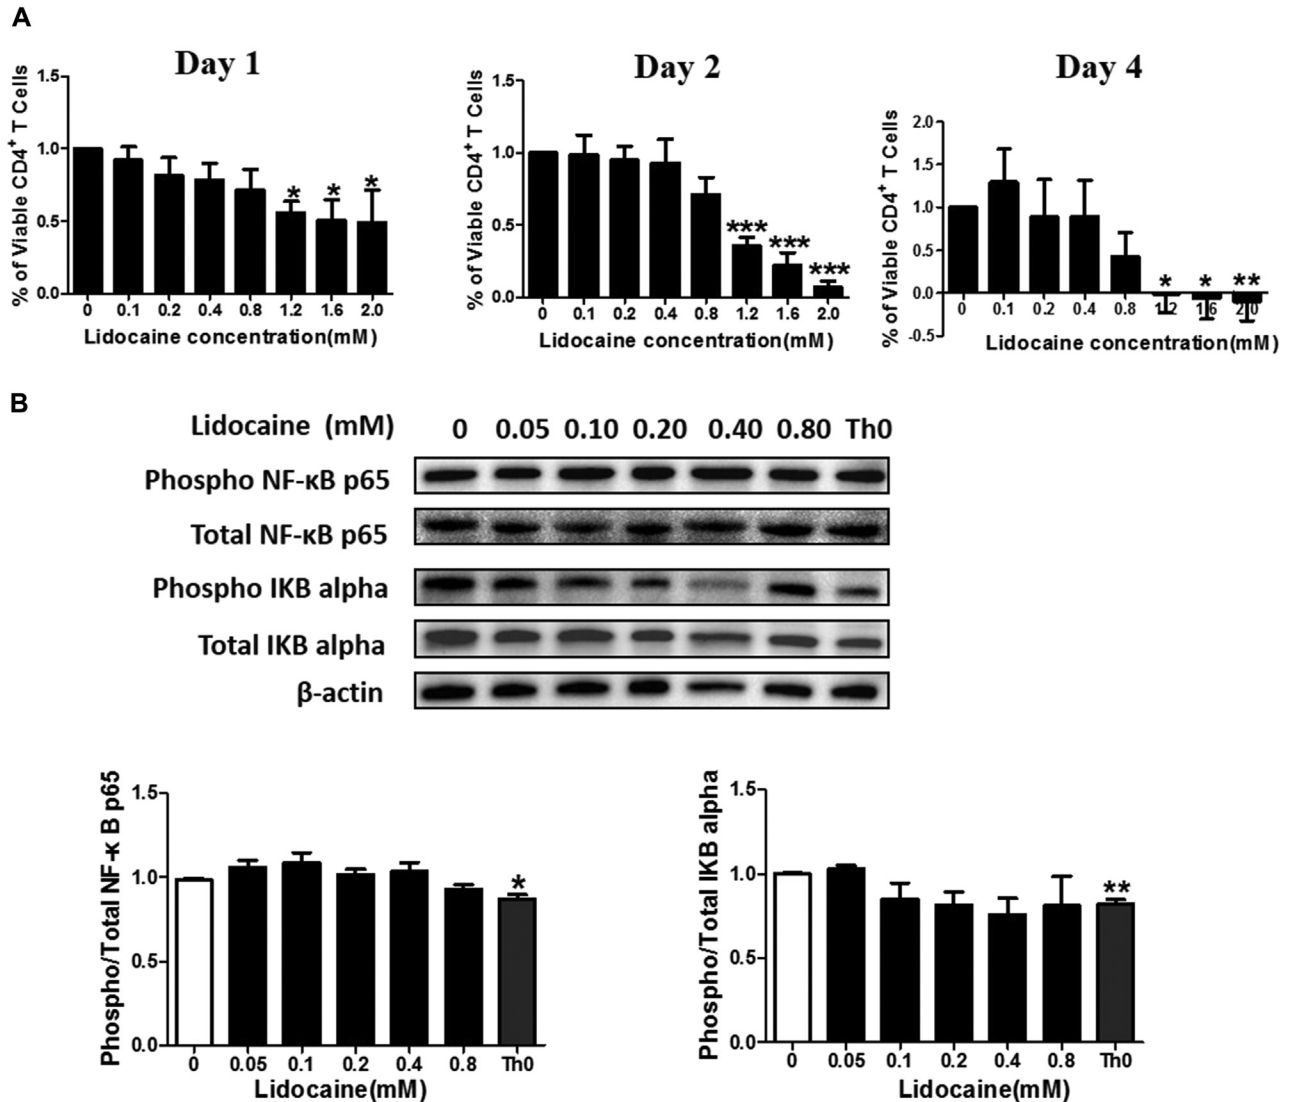 A
Day 1
% of Viable CD4+ T Cells
1.5
1.0
0.5
0.0
* * *
0 0.1 0.2 0.4 0.8 1.2 1.6 2.0
Lidocaine concentration(mM)
Day 2
% of Viable CD4+ T Cells
1.5
1.0
0.5
0.0
*** *** ***
0 0.1 0.2 0.4 0.8 1.2 1.6 2.0
Lidocaine concentration(mM)
Day 4
% of Viable CD4+ T Cells
2.0
1.5
1.0
0.5
0.0
-0.5
* * **
0 0.1 0.2 0.4 0.8 1.2 1.6 2.0
Lidocaine concentration(mM)
B
Lidocaine (mM) 0 0.05 0.10 0.20 0.40 0.80 Th0
Phospho NF-κB p65
Total NF-κB p65
Phospho IKB alpha
Total IKB alpha
β-actin
Phospho/Total NF-κ B p65
1.5
1.0
0.5
0.0
*
0 0.05 0.1 0.2 0.4 0.8 Th0
Lidocaine(mM)
Phospho/Total IKB alpha
1.5
1.0
0.5
0.0
**
0 0.05 0.1 0.2 0.4 0.8 Th0
Lidocaine(mM)